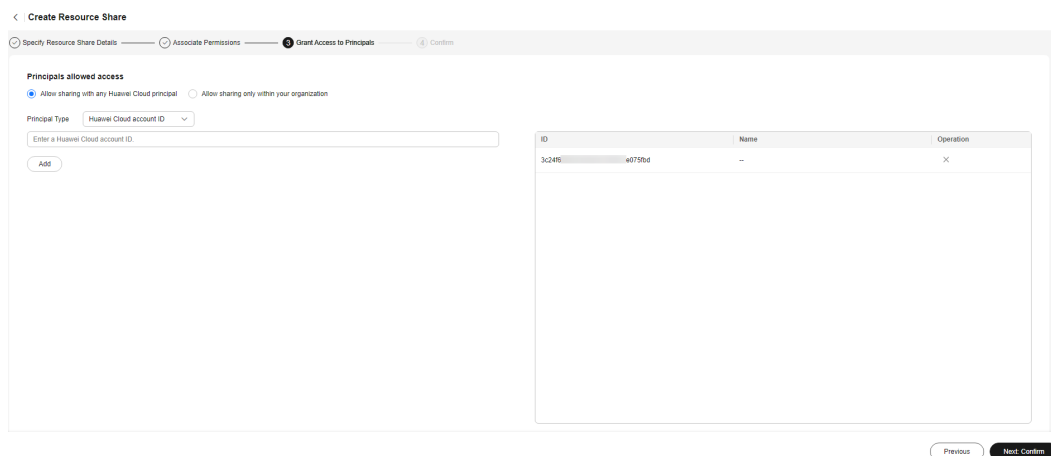 Create Resource Share
Specify Resource Share Details
Associate Permissions
3 Grant Access to Principals
4 Confirm
Principals allowed access
Allow sharing with any Huawei Cloud principal
Allow sharing only within your organization
Principal Type
Huawei Cloud account ID
Enter a Huawei Cloud account ID.
Add
ID Name Operation
3c24f6 e075fbd --
Previous
Next: Confirm